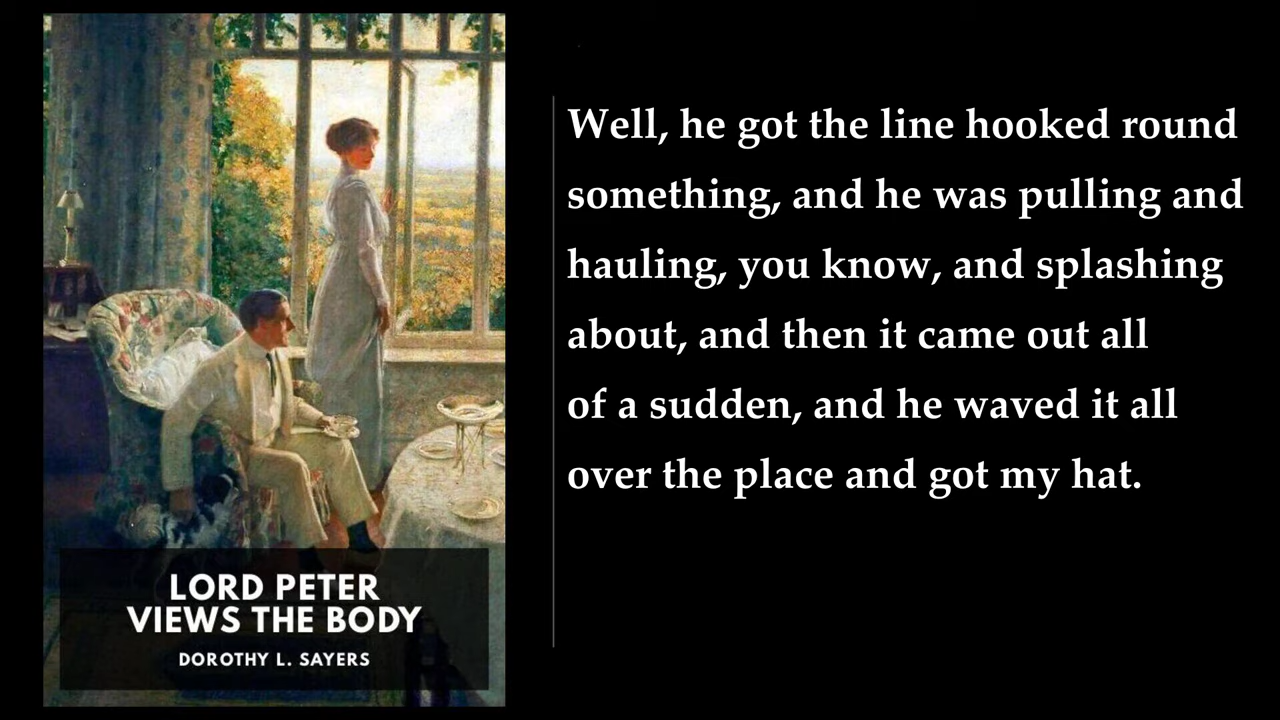 LORD PETER
VIEWS THE BODY
DOROTHY L. SAYERS
Well, he got the line hooked round
something, and he was pulling and
hauling, you know, and splashing
about, and then it came out all
of a sudden, and he waved it all
over the place and got my hat.